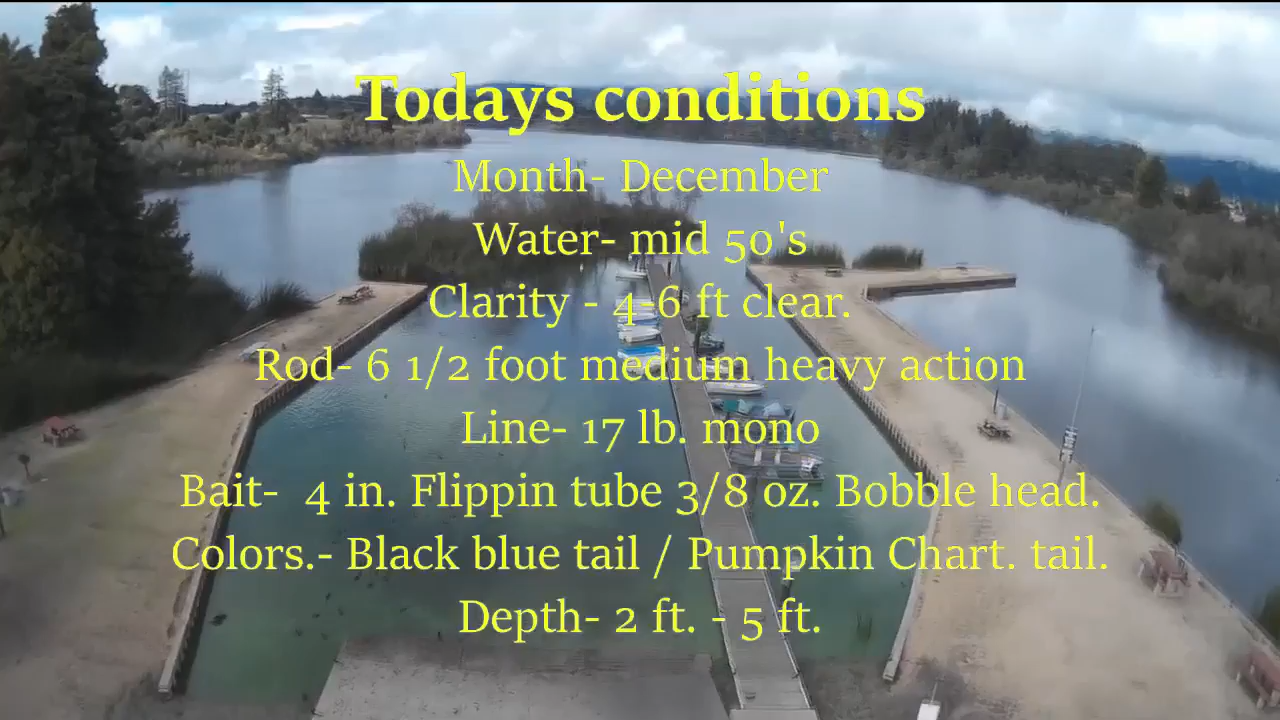 Todays conditions
Month- December
Water- mid 50's
Clarity - 4-6 ft clear.
Rod- 6 1/2 foot medium heavy action
Line- 17 lb. mono
Bait-  4 in. Flippin tube 3/8 oz. Bobble head.
Colors.- Black blue tail / Pumpkin Chart. tail.
Depth- 2 ft. - 5 ft.